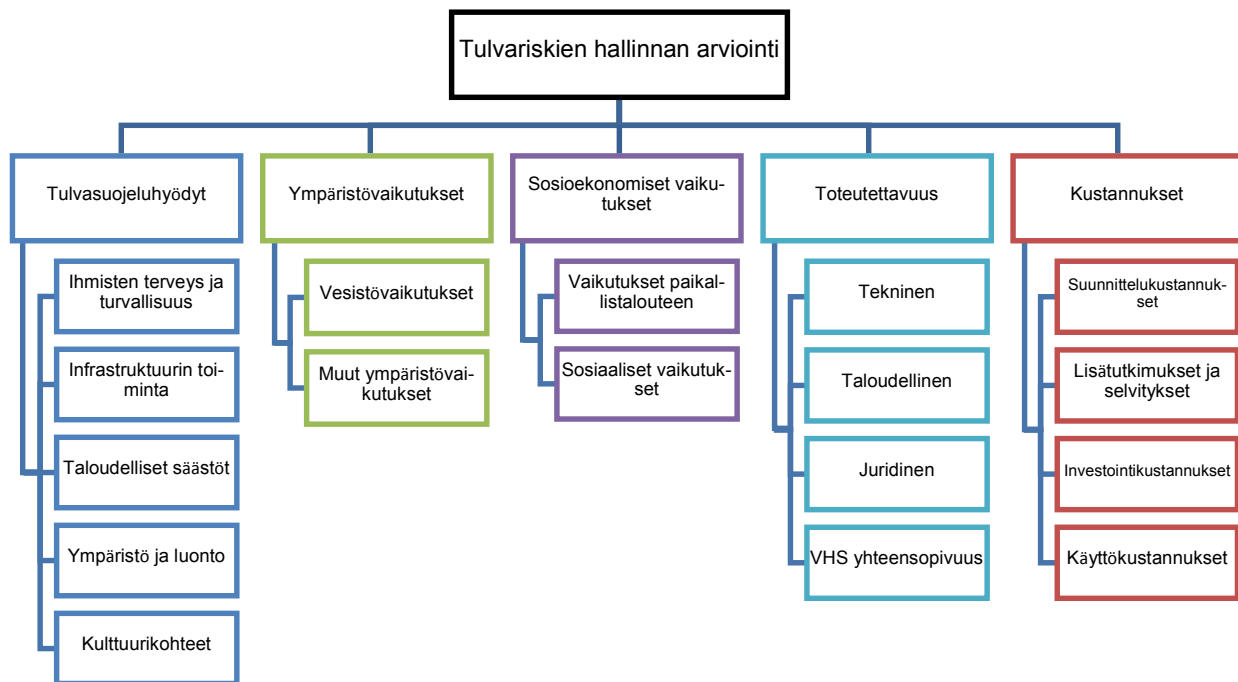 Tulvariskien hallinnan arviointi
Tulvasuojeluhyödyt
Ihmisten terveys ja
turvallisuus
Infrastruktuurin toi-
minta
Taloudelliset säästöt
Ympäristö ja luonto
Kulttuurikohteet
Ympäristövaikutukset
Vesistövaikutukset
Muut ympäristövai-
kutukset
Sosioekonomiset vaiku-
tukset
Vaikutukset paikal-
listalouteen
Sosiaaliset vaikutuk-
set
Toteutettavuus
Tekninen
Taloudellinen
Juridinen
VHS yhteensopivuus
Kustannukset
Suunnittelukustannuk-
set
Lisätutkimukset ja
selvitykset
Investointikustannukset
Käyttökustannukset